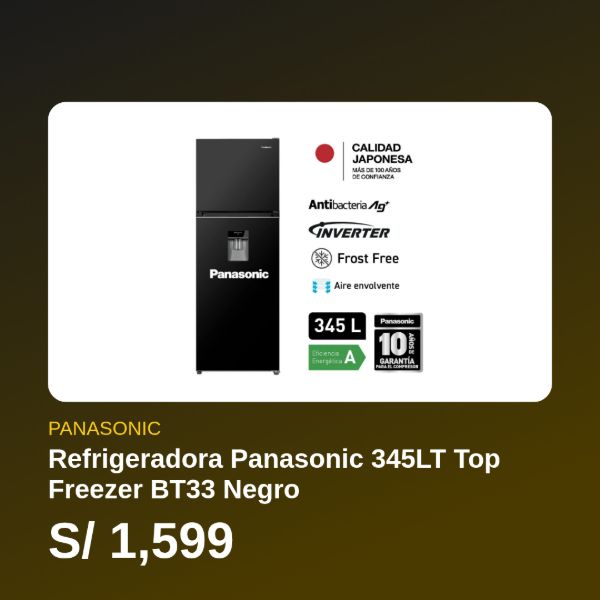 CALIDAD
JAPONESA
MÁS DE 100 AÑOS
DE CONFIANZA
Antibacteria Ag+
INVERTER
Frost Free
Aire envolvente
Panasonic
345 L
Eficiencia
Energética A
Panasonic
10 AÑOS DE
GARANTÍA
PARA EL COMPRESOR
PANASONIC
Refrigeradora Panasonic 345LT Top
Freezer BT33 Negro
S/ 1,599